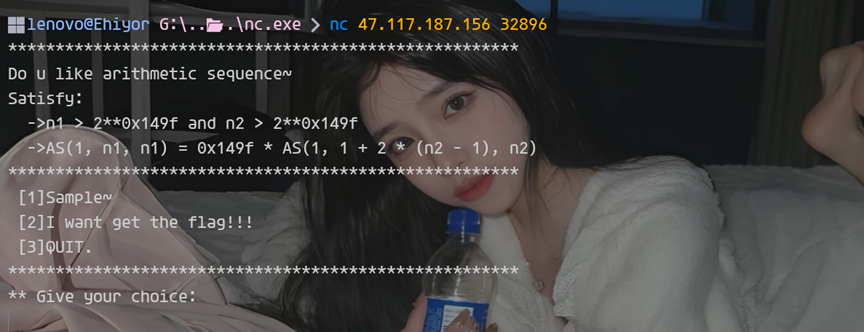 lenovo@Ehiyor G:\...\nc.exe > nc 47.117.187.156 32896
******************************************************
Do u like arithmetic sequence~
Satisfy:
->n1 > 2**0x149f and n2 > 2**0x149f
->AS(1, n1, n1) = 0x149f * AS(1, 1 + 2 * (n2 - 1), n2)
******************************************************
[1]Sample~
[2]I want get the flag!!!
[3]QUIT.
******************************************************
** Give your choice: